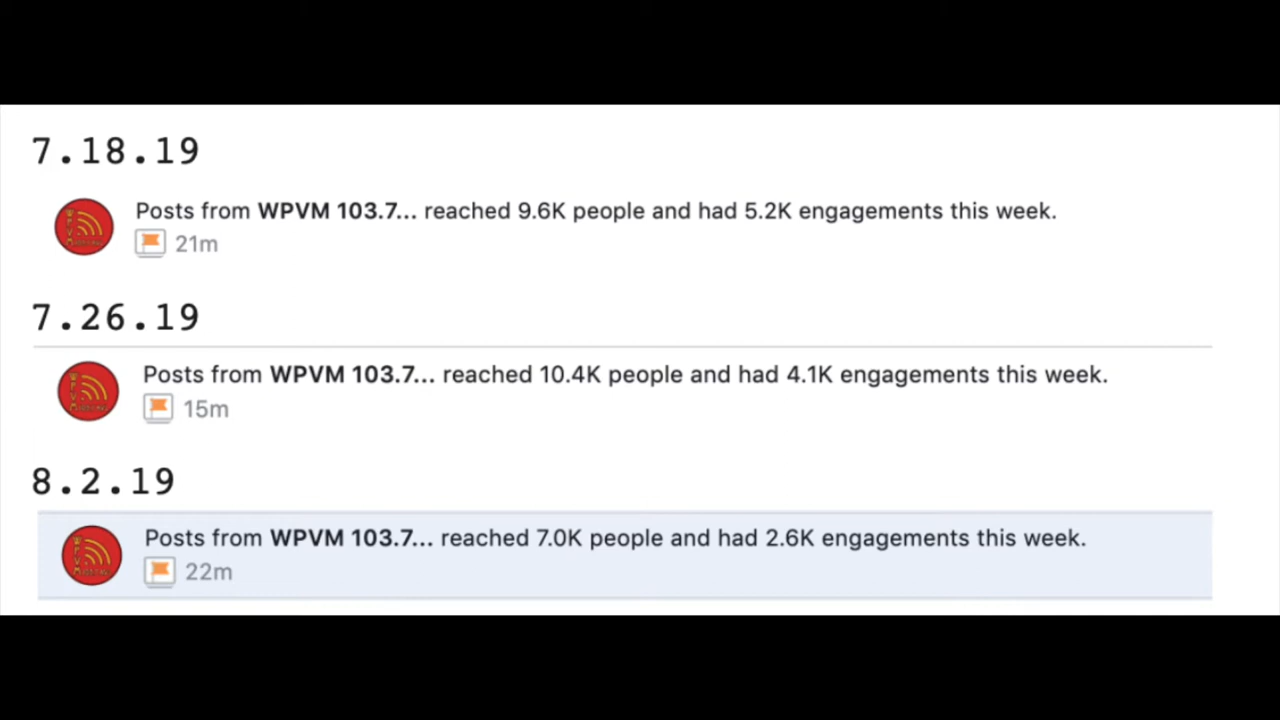 7.18.19
Posts from WPVM 103.7... reached 9.6K people and had 5.2K engagements this week.
21m
7.26.19
Posts from WPVM 103.7... reached 10.4K people and had 4.1K engagements this week.
15m
8.2.19
Posts from WPVM 103.7... reached 7.0K people and had 2.6K engagements this week.
22m